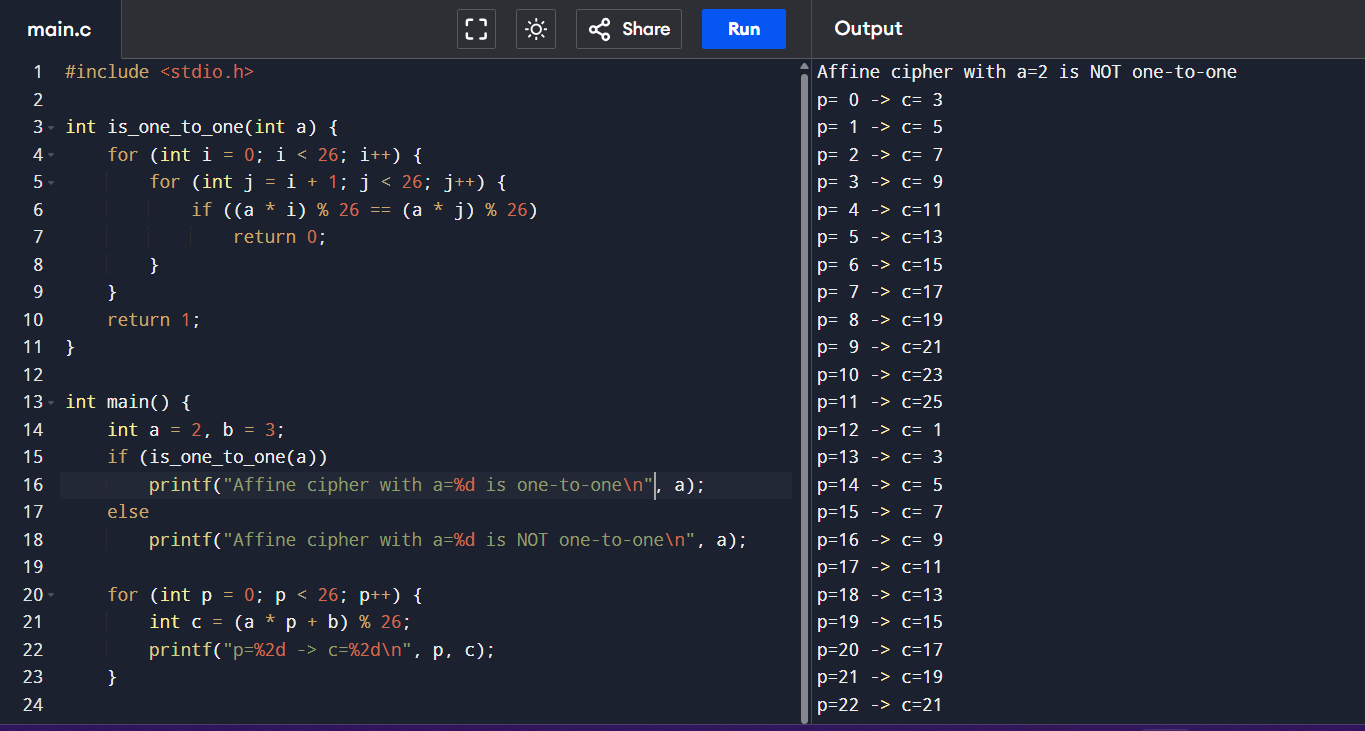 main.c
Share
Run
Output
1 #include <stdio.h>
2
3 int is_one_to_one(int a) {
4     for (int i = 0; i < 26; i++) {
5         for (int j = i + 1; j < 26; j++) {
6             if ((a * i) % 26 == (a * j) % 26)
7                 return 0;
8         }
9     }
10     return 1;
11 }
12
13 int main() {
14     int a = 2, b = 3;
15     if (is_one_to_one(a))
16         printf("Affine cipher with a=%d is one-to-one\n", a);
17     else
18         printf("Affine cipher with a=%d is NOT one-to-one\n", a);
19
20     for (int p = 0; p < 26; p++) {
21         int c = (a * p + b) % 26;
22         printf("p=%2d -> c=%2d\n", p, c);
23     }
24
Affine cipher with a=2 is NOT one-to-one
p= 0 -> c= 3
p= 1 -> c= 5
p= 2 -> c= 7
p= 3 -> c= 9
p= 4 -> c=11
p= 5 -> c=13
p= 6 -> c=15
p= 7 -> c=17
p= 8 -> c=19
p= 9 -> c=21
p=10 -> c=23
p=11 -> c=25
p=12 -> c= 1
p=13 -> c= 3
p=14 -> c= 5
p=15 -> c= 7
p=16 -> c= 9
p=17 -> c=11
p=18 -> c=13
p=19 -> c=15
p=20 -> c=17
p=21 -> c=19
p=22 -> c=21